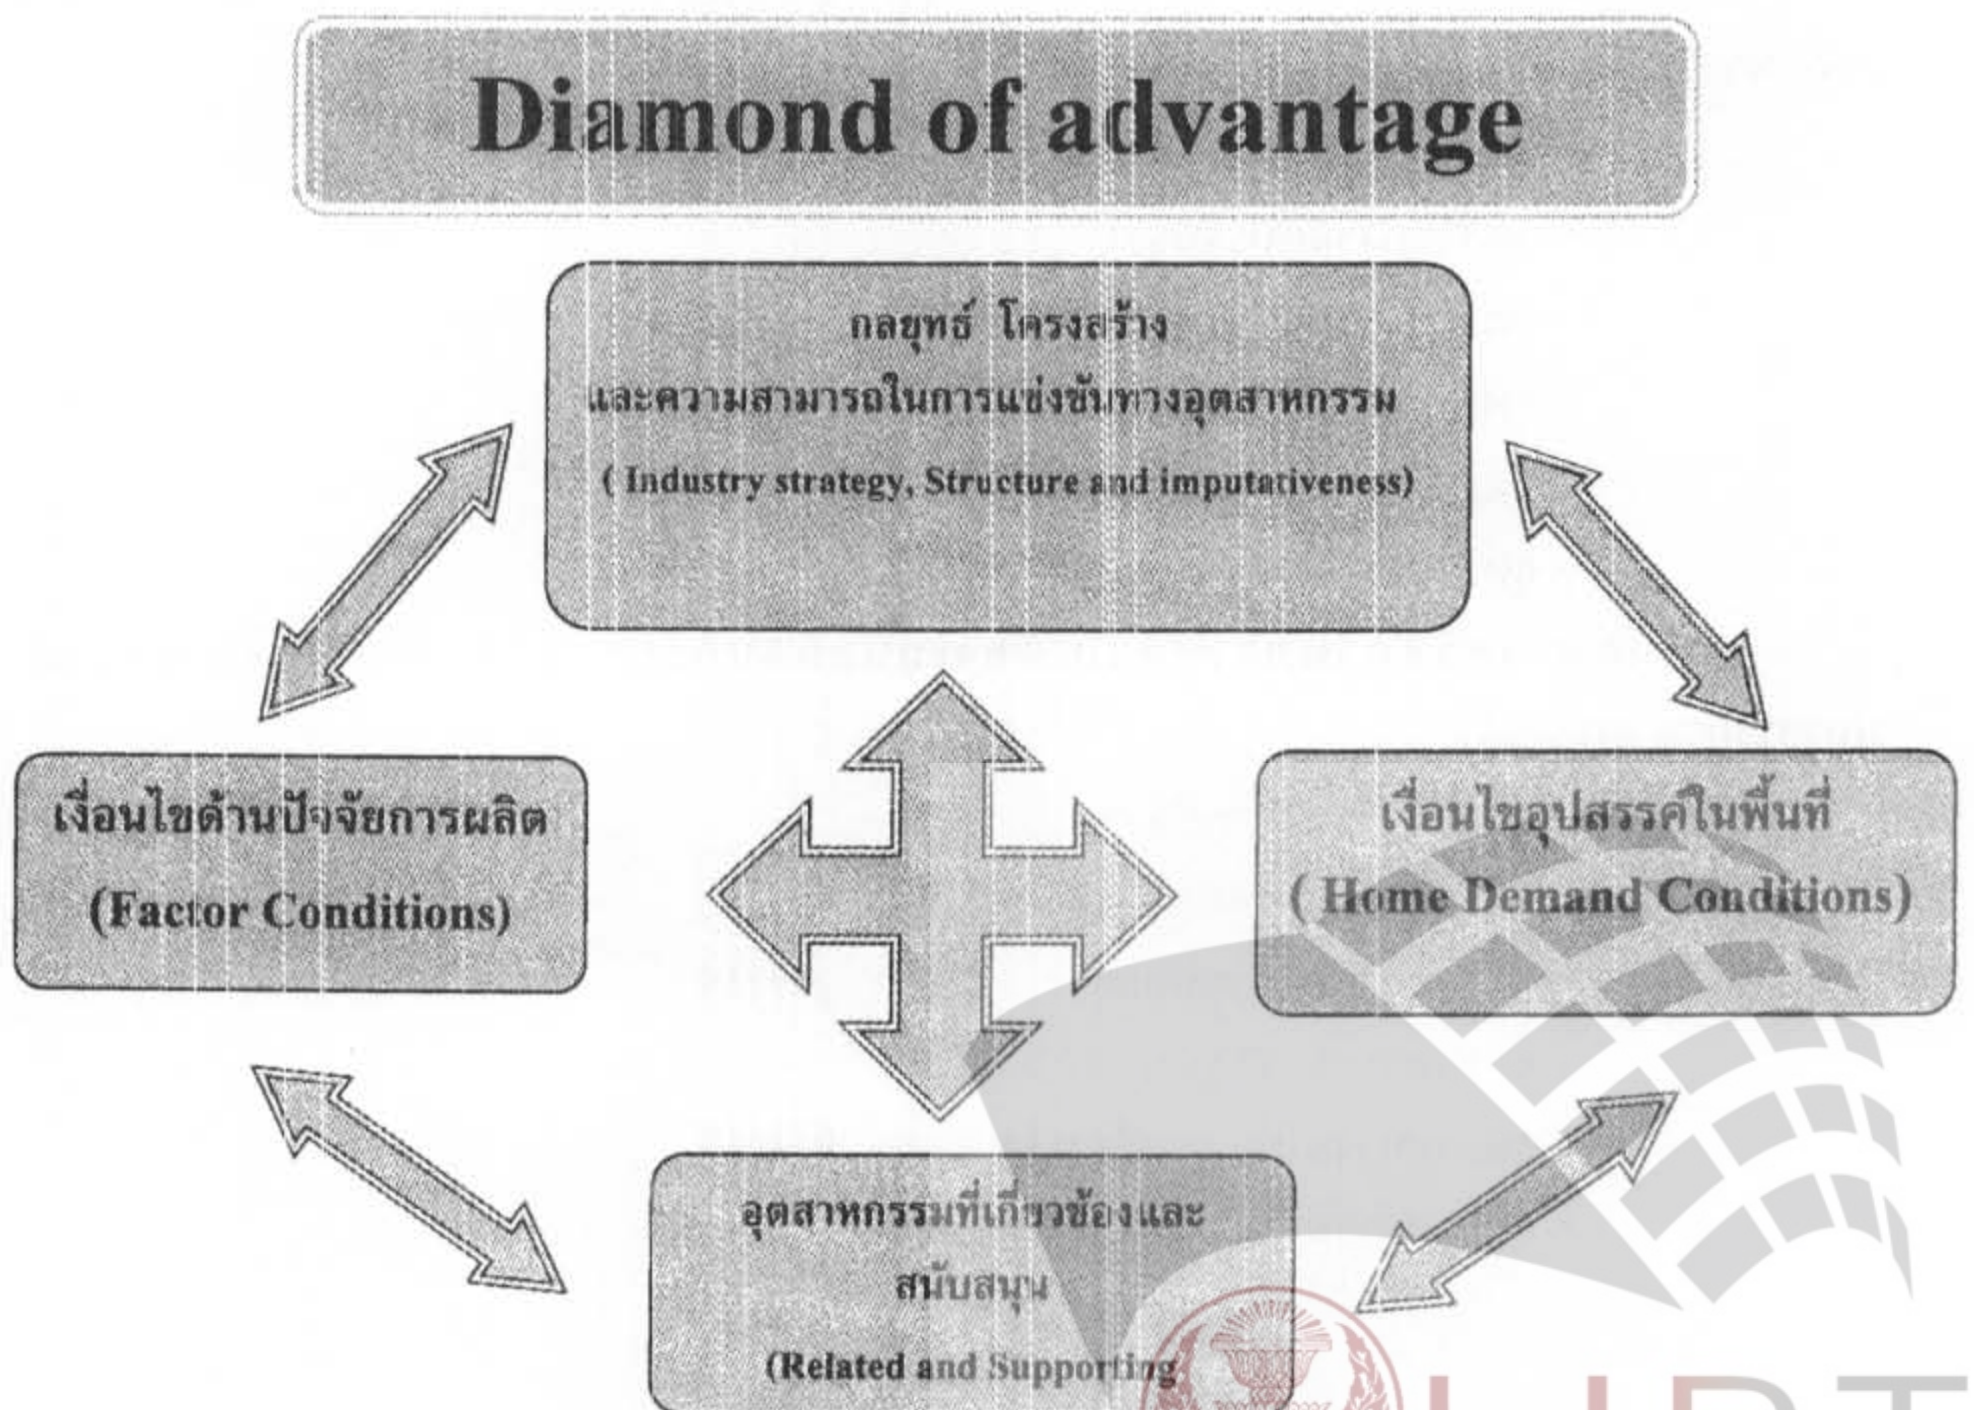 Diamond of advantage
กลยุทธ์ โครงสร้าง
และความสามารถในการแข่งขันทางอุตสาหกรรม
( Industry strategy, Structure and imputativeness)
เงื่อนไขด้านปัจจัยการผลิต
(Factor Conditions)
เงื่อนไขอุปสรรค์ในพื้นที่
( Home Demand Conditions)
อุตสาหกรรมที่เกี่ยวข้องและ
สนับสนุน
(Related and Supporting